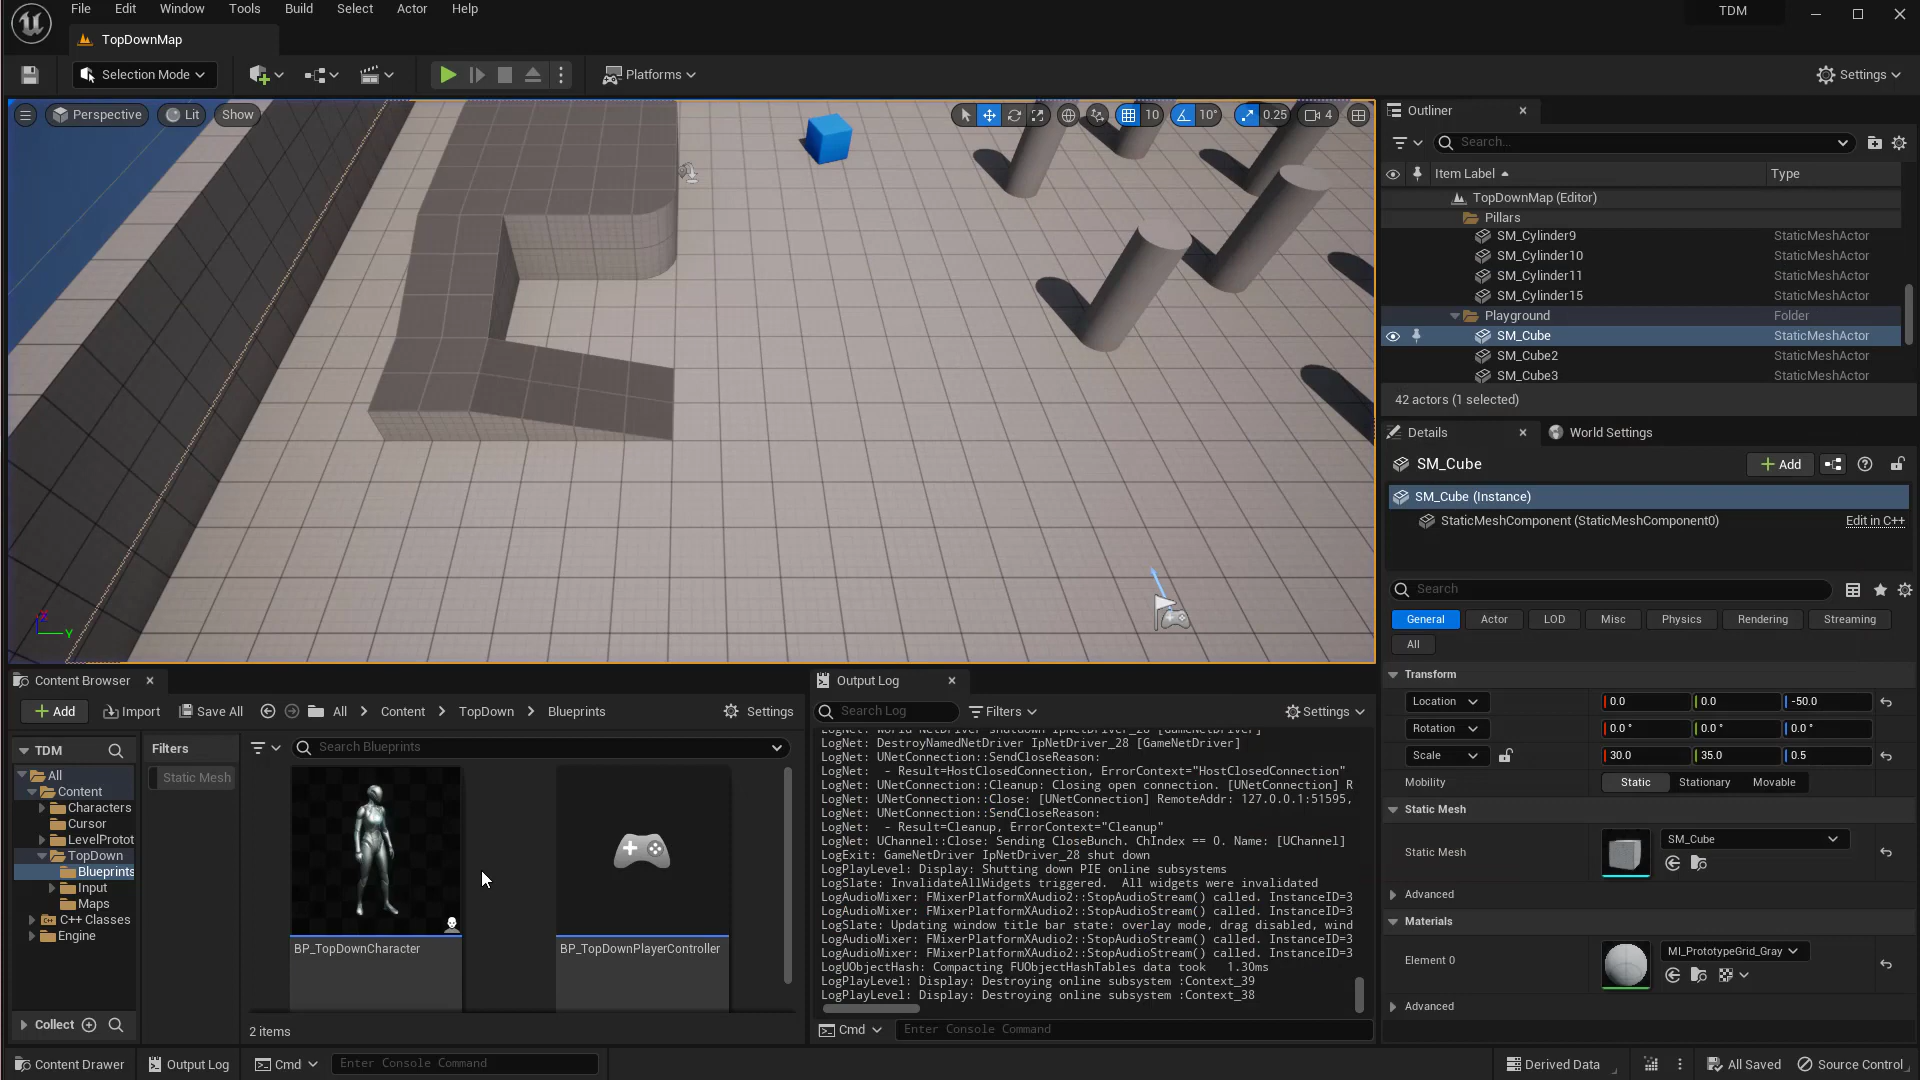 File Edit Window Tools Build Select Actor Help
TDM
TopDownMap
Selection Mode
Platforms
Settings
Perspective
Lit
Show
10
10°
0.25
4
Outliner
Search...
Item Label
Type
TopDownMap (Editor)
Pillars
SM_Cylinder9 StaticMeshActor
SM_Cylinder10 StaticMeshActor
SM_Cylinder11 StaticMeshActor
SM_Cylinder15 StaticMeshActor
Playground Folder
SM_Cube StaticMeshActor
SM_Cube2 StaticMeshActor
SM_Cube3 StaticMeshActor
42 actors (1 selected)
Details
World Settings
SM_Cube
Add
SM_Cube (Instance)
StaticMeshComponent (StaticMeshComponent0)
Edit in C++
Search
General
Actor
LOD
Misc
Physics
Rendering
Streaming
All
Transform
Location 0.0 0.0 -50.0
Rotation 0.0 ° 0.0 ° 0.0 °
Scale 30.0 35.0 0.5
Mobility Static Stationary Movable
Static Mesh
Static Mesh SM_Cube
Advanced
Materials
Element 0 MI_PrototypeGrid_Gray
Advanced
Y
Content Browser
Add
Import
Save All
All
Content
TopDown
Blueprints
Settings
TDM
All
Content
Characters
Cursor
LevelProtot
TopDown
Blueprints
Input
Maps
C++ Classes
Engine
Collect
Filters
Static Mesh
Search Blueprints
BP_TopDownCharacter
BP_TopDownPlayerController
2 items
Output Log
Search Log
Filters
Settings
LogNet: World NetDriver shutdown IpNetDriver_28 [GameNetDriver]
LogNet: DestroyNamedNetDriver IpNetDriver_28 [GameNetDriver]
LogNet: UNetConnection::SendCloseReason:
LogNet:  - Result=HostClosedConnection, ErrorContext="HostClosedConnection"
LogNet: UNetConnection::Cleanup: Closing open connection. [UNetConnection] R
LogNet: UNetConnection::Close: [UNetConnection] RemoteAddr: 127.0.0.1:51595,
LogNet: UNetConnection::SendCloseReason:
LogNet:  - Result=Cleanup, ErrorContext="Cleanup"
LogNet: UChannel::Close: Sending CloseBunch. ChIndex == 0. Name: [UChannel]
LogExit: GameNetDriver IpNetDriver_28 shut down
LogPlayLevel: Display: Shutting down PIE online subsystems
LogSlate: InvalidateAllWidgets triggered.  All widgets were invalidated
LogAudioMixer: FMixerPlatformXAudio2::StopAudioStream() called. InstanceID=3
LogAudioMixer: FMixerPlatformXAudio2::StopAudioStream() called. InstanceID=3
LogSlate: Updating window title bar state: overlay mode, drag disabled, wind
LogAudioMixer: FMixerPlatformXAudio2::StopAudioStream() called. InstanceID=3
LogAudioMixer: FMixerPlatformXAudio2::StopAudioStream() called. InstanceID=3
LogUObjectHash: Compacting FUObjectHashTables data took   1.30ms
LogPlayLevel: Display: Destroying online subsystem :Context_39
LogPlayLevel: Display: Destroying online subsystem :Context_38
Cmd
Enter Console Command
Content Drawer
Output Log
Cmd
Enter Console Command
Derived Data
All Saved
Source Control